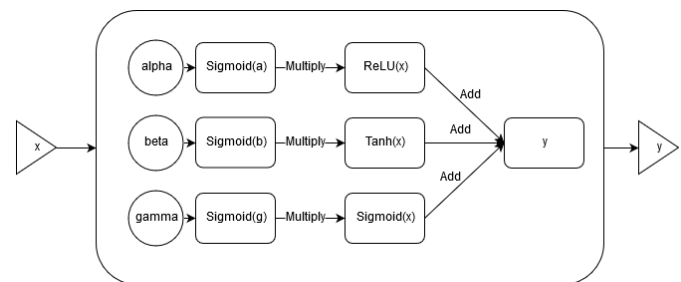 alpha Sigmoid(a) Multiply ReLU(x)
Add
x beta Sigmoid(b) Multiply Tanh(x) Add y y
Add
gamma Sigmoid(g) Multiply Sigmoid(x)